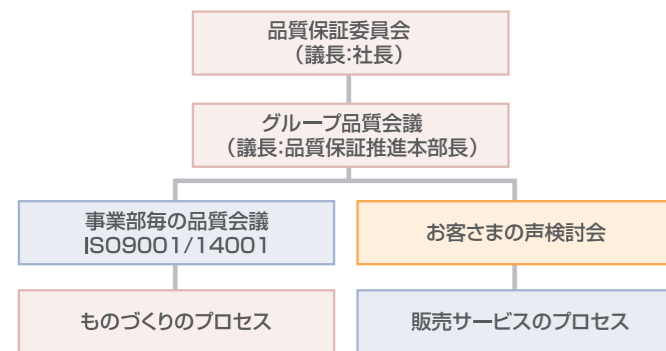 品質保証委員会
（議長：社長）
グループ品質会議
（議長：品質保証推進本部長）
事業部毎の品質会議
ISO9001/14001
お客さまの声検討会
ものづくりのプロセス
販売サービスのプロセス